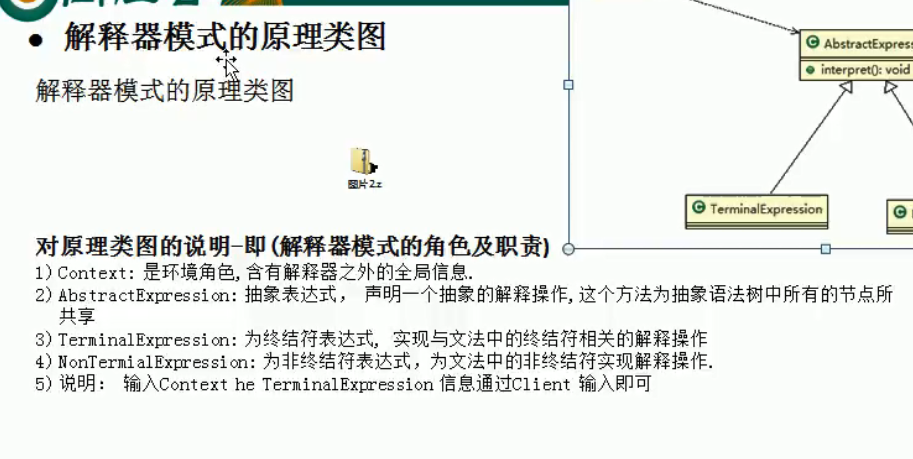 解释器模式的原理类图
解释器模式的原理类图
图片2.z
AbstractExpress
interpret(): void
TerminalExpression
对原理类图的说明-即(解释器模式的角色及职责)
1) Context: 是环境角色,含有解释器之外的全局信息.
2) AbstractExpression: 抽象表达式， 声明一个抽象的解释操作,这个方法为抽象语法树中所有的节点所
共享
3) TerminalExpression: 为终结符表达式, 实现与文法中的终结符相关的解释操作
4) NonTermialExpression: 为非终结符表达式，为文法中的非终结符实现解释操作.
5) 说明： 输入Context he TerminalExpression 信息通过Client 输入即可